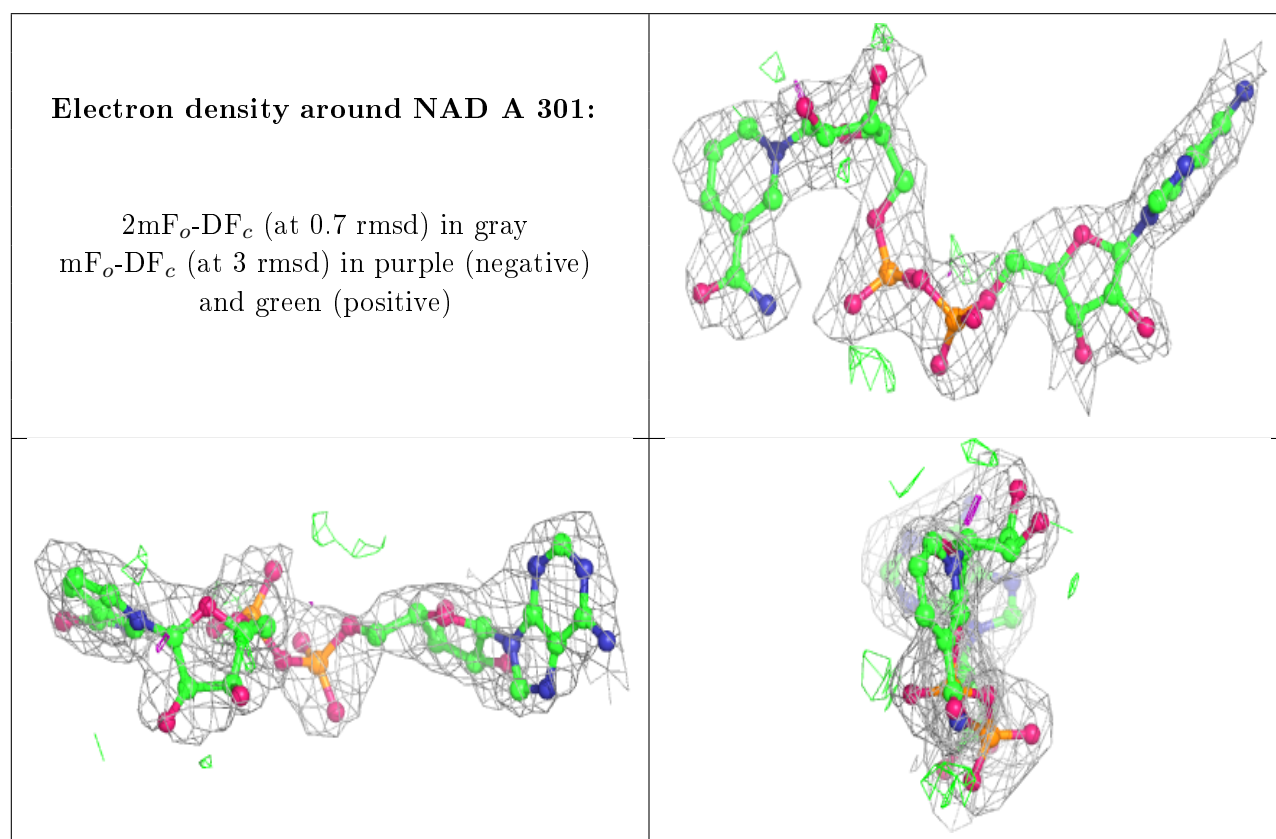 Electron density around NAD A 301:
2mFₒ-DF𝒸 (at 0.7 rmsd) in gray
mFₒ-DF𝒸 (at 3 rmsd) in purple (negative)
and green (positive)